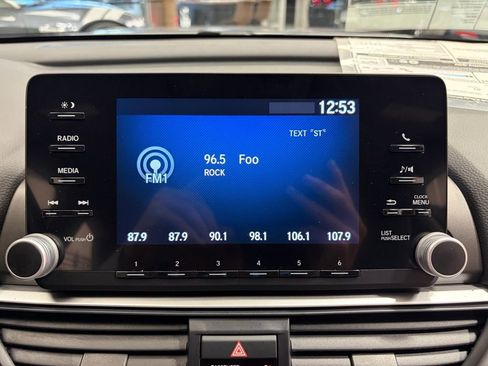 12:53
TEXT "ST"
RADIO
96.5 Foo
ROCK
FM1
MEDIA
CLOCK
MENU
VOL PUSH
87.9 87.9 90.1 98.1 106.1 107.9
LIST
PUSH SELECT
1 2 3 4 5 6